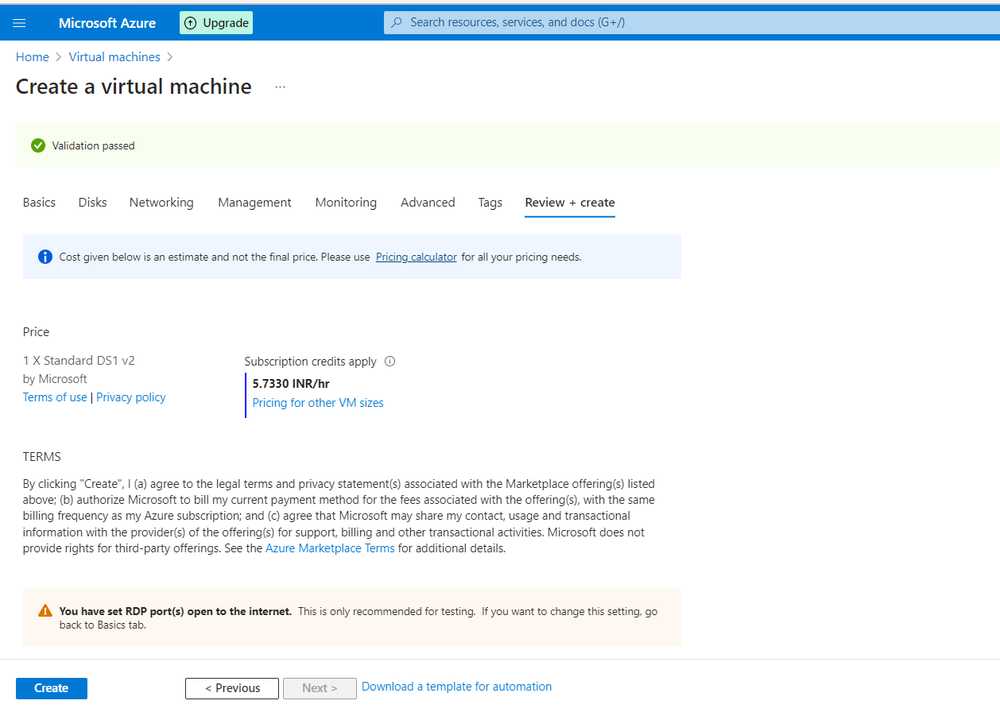 Microsoft Azure
Upgrade
Search resources, services, and docs (G+/)
Home > Virtual machines >
Create a virtual machine ...
Validation passed
Basics Disks Networking Management Monitoring Advanced Tags Review + create
Cost given below is an estimate and not the final price. Please use Pricing calculator for all your pricing needs.
Price
1 X Standard DS1 v2
by Microsoft
Terms of use | Privacy policy
Subscription credits apply
5.7330 INR/hr
Pricing for other VM sizes
TERMS
By clicking "Create", I (a) agree to the legal terms and privacy statement(s) associated with the Marketplace offering(s) listed
above; (b) authorize Microsoft to bill my current payment method for the fees associated with the offering(s), with the same
billing frequency as my Azure subscription; and (c) agree that Microsoft may share my contact, usage and transactional
information with the provider(s) of the offering(s) for support, billing and other transactional activities. Microsoft does not
provide rights for third-party offerings. See the Azure Marketplace Terms for additional details.
You have set RDP port(s) open to the internet. This is only recommended for testing. If you want to change this setting, go
back to Basics tab.
Create
< Previous
Next >
Download a template for automation